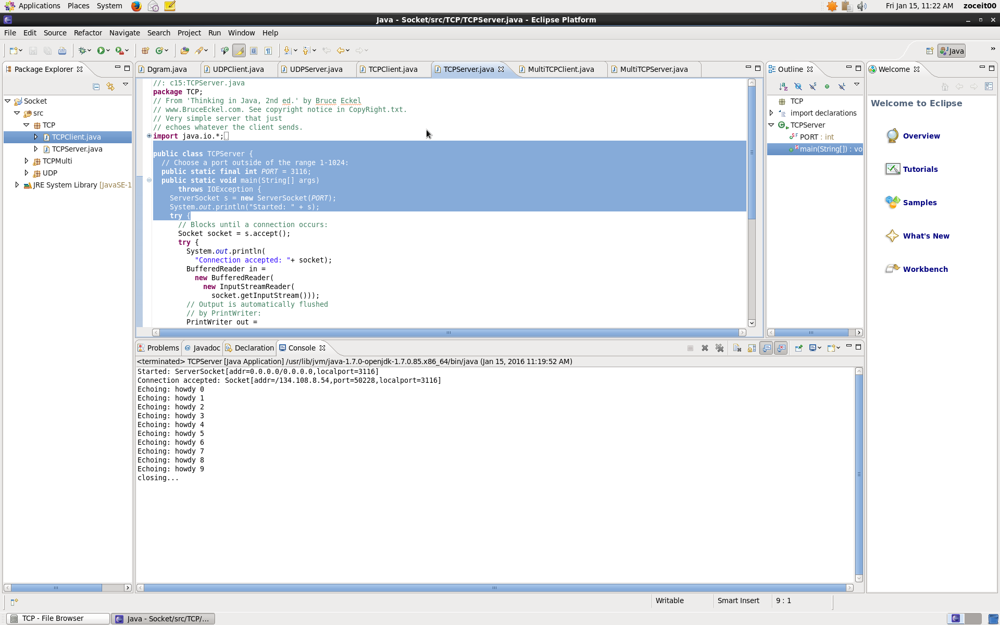 Applications Places System Fri Jan 15, 11:22 AM zoceit00
Java - Socket/src/TCP/TCPServer.java - Eclipse Platform
File Edit Source Refactor Navigate Search Project Run Window Help
Java
Package Explorer
Socket
src
TCP
TCPClient.java
TCPServer.java
TCPMulti
UDP
JRE System Library [JavaSE-1
Dgram.java UDPClient.java UDPServer.java TCPClient.java TCPServer.java MultiTCPClient.java MultiTCPServer.java
//: c15:TCPServer.java
package TCP;
// From 'Thinking in Java, 2nd ed.' by Bruce Eckel
// www.BruceEckel.com. See copyright notice in CopyRight.txt.
// Very simple server that just
// echoes whatever the client sends.
import java.io.*;
public class TCPServer {
// Choose a port outside of the range 1-1024:
public static final int PORT = 3116;
public static void main(String[] args)
throws IOException {
ServerSocket s = new ServerSocket(PORT);
System.out.println("Started: " + s);
try {
// Blocks until a connection occurs:
Socket socket = s.accept();
try {
System.out.println(
"Connection accepted: "+ socket);
BufferedReader in =
new BufferedReader(
new InputStreamReader(
socket.getInputStream()));
// Output is automatically flushed
// by PrintWriter:
PrintWriter out =
Outline
TCP
import declarations
TCPServer
PORT : int
main(String[]) : vo
Welcome
Welcome to Eclipse
Overview
Tutorials
Samples
What's New
Workbench
Problems @ Javadoc Declaration Console
<terminated> TCPServer [Java Application] /usr/lib/jvm/java-1.7.0-openjdk-1.7.0.85.x86_64/bin/java (Jan 15, 2016 11:19:52 AM)
Started: ServerSocket[addr=0.0.0.0/0.0.0.0,localport=3116]
Connection accepted: Socket[addr=/134.108.8.54,port=50228,localport=3116]
Echoing: howdy 0
Echoing: howdy 1
Echoing: howdy 2
Echoing: howdy 3
Echoing: howdy 4
Echoing: howdy 5
Echoing: howdy 6
Echoing: howdy 7
Echoing: howdy 8
Echoing: howdy 9
closing...
Writable Smart Insert 9 : 1
TCP - File Browser Java - Socket/src/TCP/...